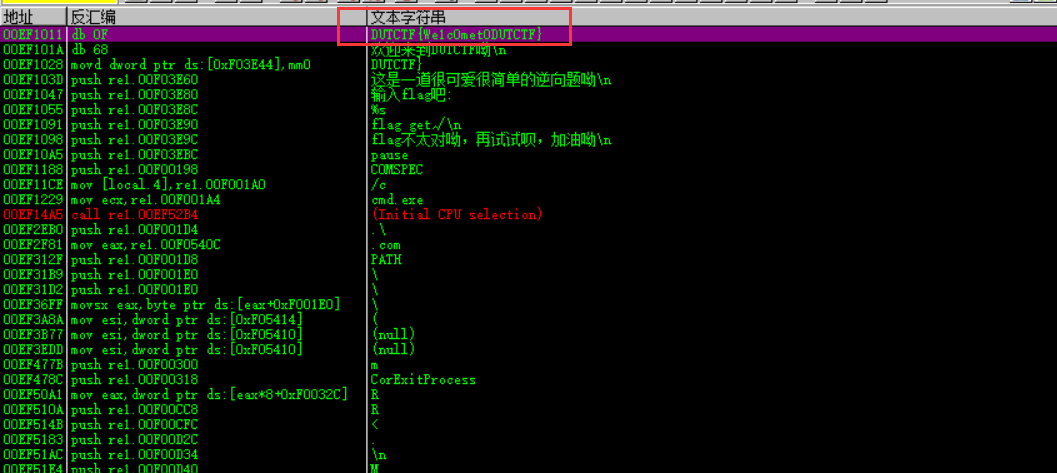 地址 反汇编 文本字符串
00EF1011 db 0F DUTCTF{We1c0met0DUTCTF}
00EF101A db 68 欢迎来到DUTCTF呦\n
00EF1028 movd dword ptr ds:[0xF03E44],mm0 DUTCTF}
00EF103D push re1.00F03E60 这是一道很可爱很简单的逆向题呦\n
00EF1047 push re1.00F03E80 输入flag吧:
00EF1055 push re1.00F03E8C %s
00EF1091 push re1.00F03E90 flag get√\n
00EF1098 push re1.00F03E9C flag不太对呦，再试试呗，加油呦\n
00EF10A5 push re1.00F03EBC pause
00EF1188 push re1.00F00198 COMSPEC
00EF11CE mov [local.4],re1.00F001A0 /c
00EF1229 mov ecx,re1.00F001A4 cmd.exe
00EF14A5 call re1.00EF52B4 (Initial CPU selection)
00EF2EB0 push re1.00F001D4 .\
00EF2F81 mov eax,re1.00F0540C .com
00EF312F push re1.00F001D8 PATH
00EF31B9 push re1.00F001E0 \
00EF31D2 push re1.00F001E0 \
00EF36FF movsx eax,byte ptr ds:[eax+0xF001E0] \
00EF3A8A mov esi,dword ptr ds:[0xF05414] (
00EF3B77 mov esi,dword ptr ds:[0xF05410] (null)
00EF3EDD mov esi,dword ptr ds:[0xF05410] (null)
00EF477B push re1.00F00300 m
00EF478C push re1.00F00318 CorExitProcess
00EF50A1 mov eax,dword ptr ds:[eax*8+0xF0032C] R
00EF510A push re1.00F00CC8 R
00EF514B push re1.00F00CFC <
00EF5183 push re1.00F00D2C .
00EF51AC push re1.00F00D34 \n
00EF51E4 push re1.00F00D40 M